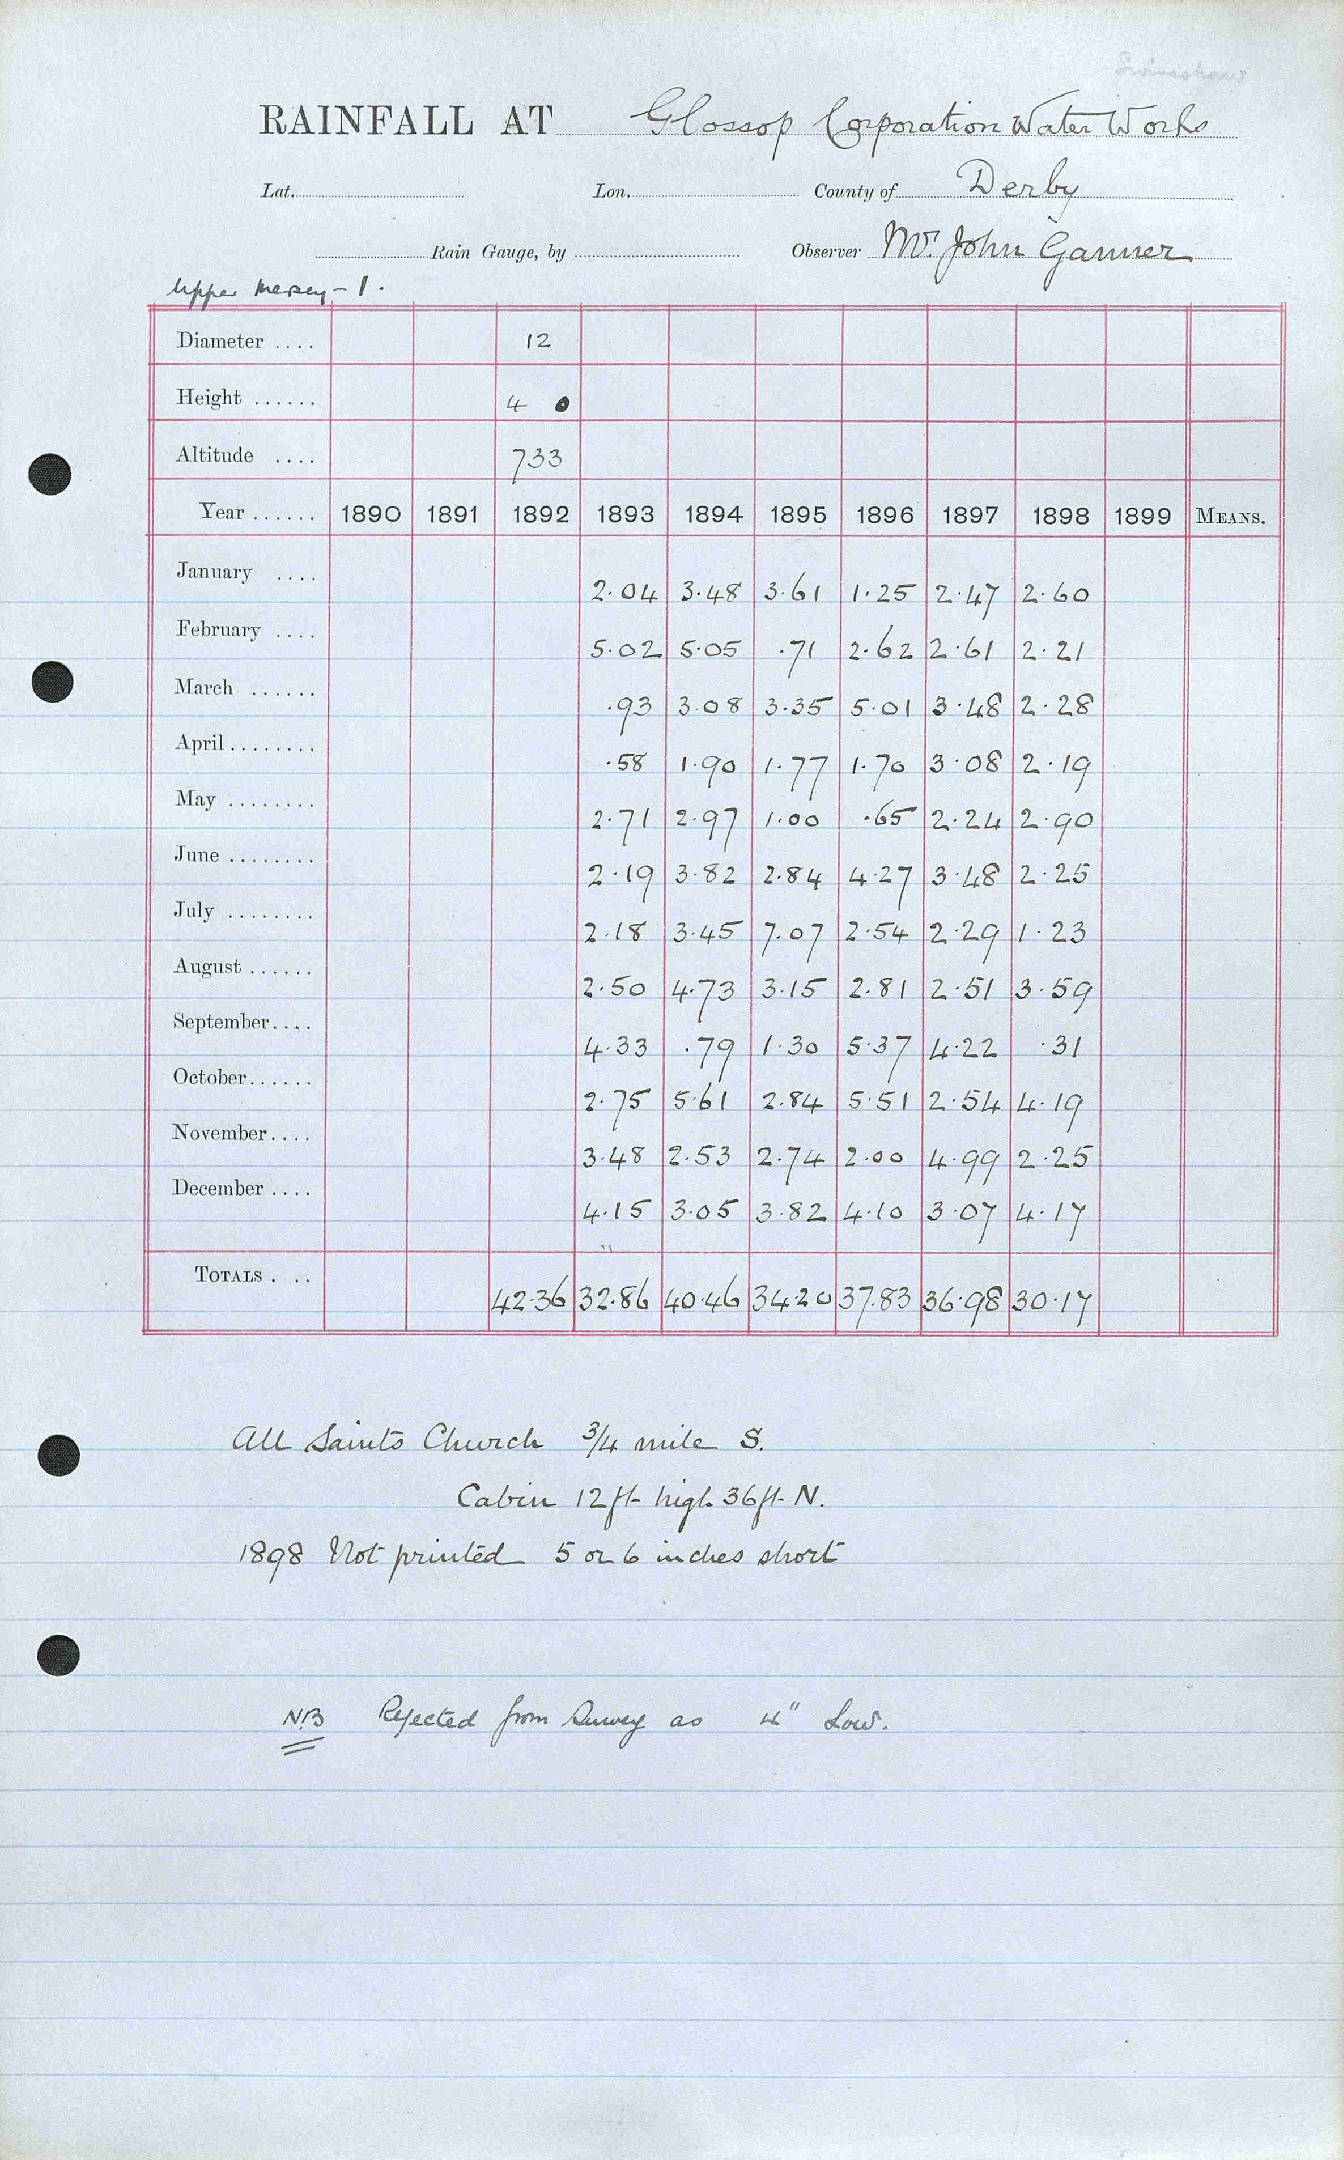 Swineshaw
RAINFALL AT Glossop Corporation Water Works
Lat. Lon. County of Derby
Rain Gauge, by Observer Mr. John Ganner
Upper Mersey - 1.
Diameter .... 12
Height ...... 4 0
Altitude .... 733
Year ...... 1890 1891 1892 1893 1894 1895 1896 1897 1898 1899 MEANS.
January .... 2.04 3.48 3.61 1.25 2.47 2.60
February .... 5.02 5.05 .71 2.62 2.61 2.21
March ...... .93 3.08 3.35 5.01 3.48 2.28
April ........ .58 1.90 1.77 1.70 3.08 2.19
May ........ 2.71 2.97 1.00 .65 2.24 2.90
June ........ 2.19 3.82 2.84 4.27 3.48 2.25
July ........ 2.18 3.45 7.07 2.54 2.29 1.23
August ...... 2.50 4.73 3.15 2.81 2.51 3.59
September .... 4.33 .79 1.30 5.37 4.22 .31
October ...... 2.75 5.61 2.84 5.51 2.54 4.19
November .... 3.48 2.53 2.74 2.00 4.99 2.25
December .... 4.15 3.05 3.82 4.10 3.07 4.17
TOTALS . .. 42.36 32.86 40.46 34.20 37.83 36.98 30.17
All Saints Church 3/4 mile S.
Cabin 12ft high 36ft N.
1898 Not printed 5 or 6 inches short
NB Rejected from Survey as 4" Low.